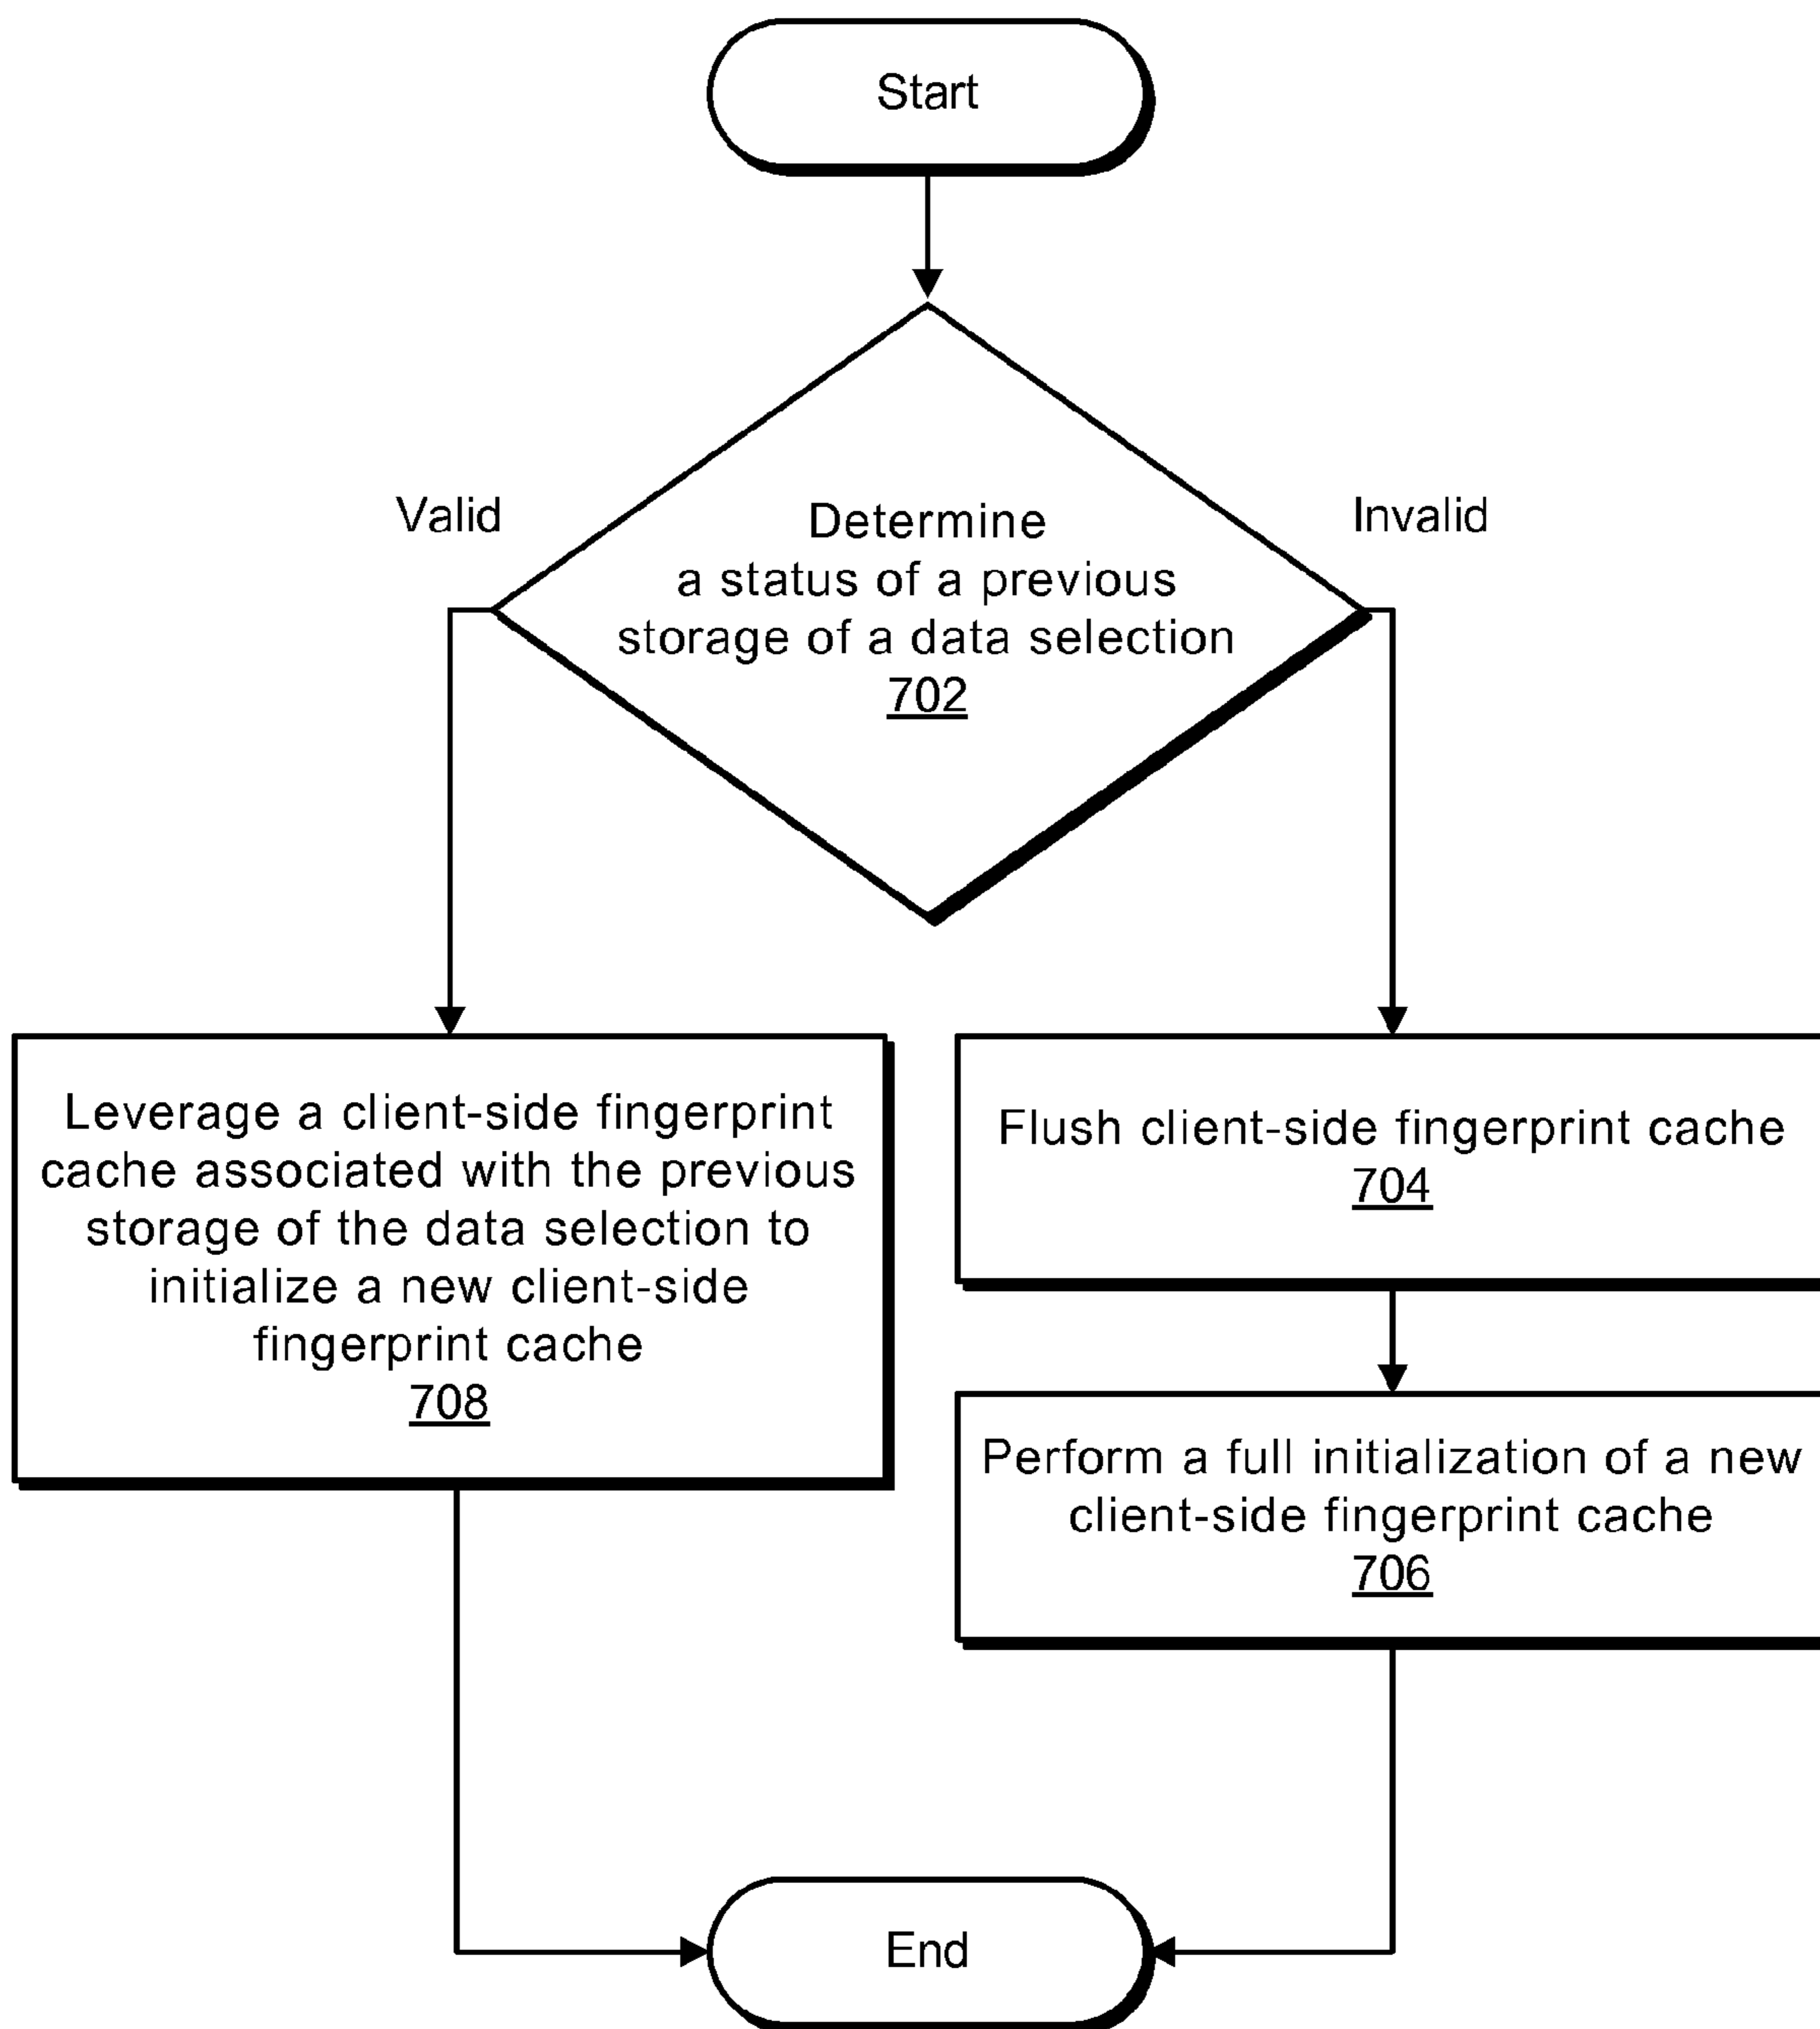 Start
Valid
Invalid
Determine
a status of a previous
storage of a data selection
702
Leverage a client-side fingerprint
cache associated with the previous
storage of the data selection to
initialize a new client-side
fingerprint cache
708
Flush client-side fingerprint cache
704
Perform a full initialization of a new
client-side fingerprint cache
706
End